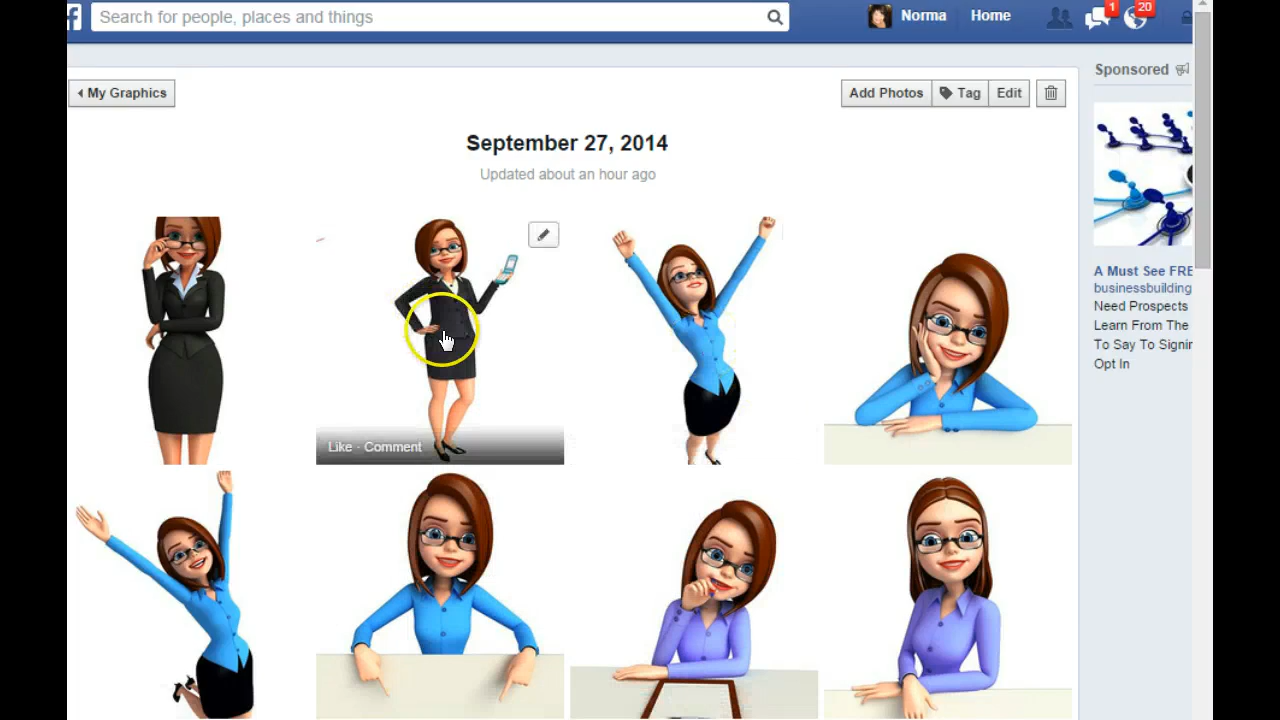 f Search for people, places and things Norma Home 1 20
Sponsored
My Graphics Add Photos Tag Edit
September 27, 2014
Updated about an hour ago
A Must See FRE
businessbuilding
Need Prospects
Learn From The
To Say To Signin
Opt In
Like · Comment